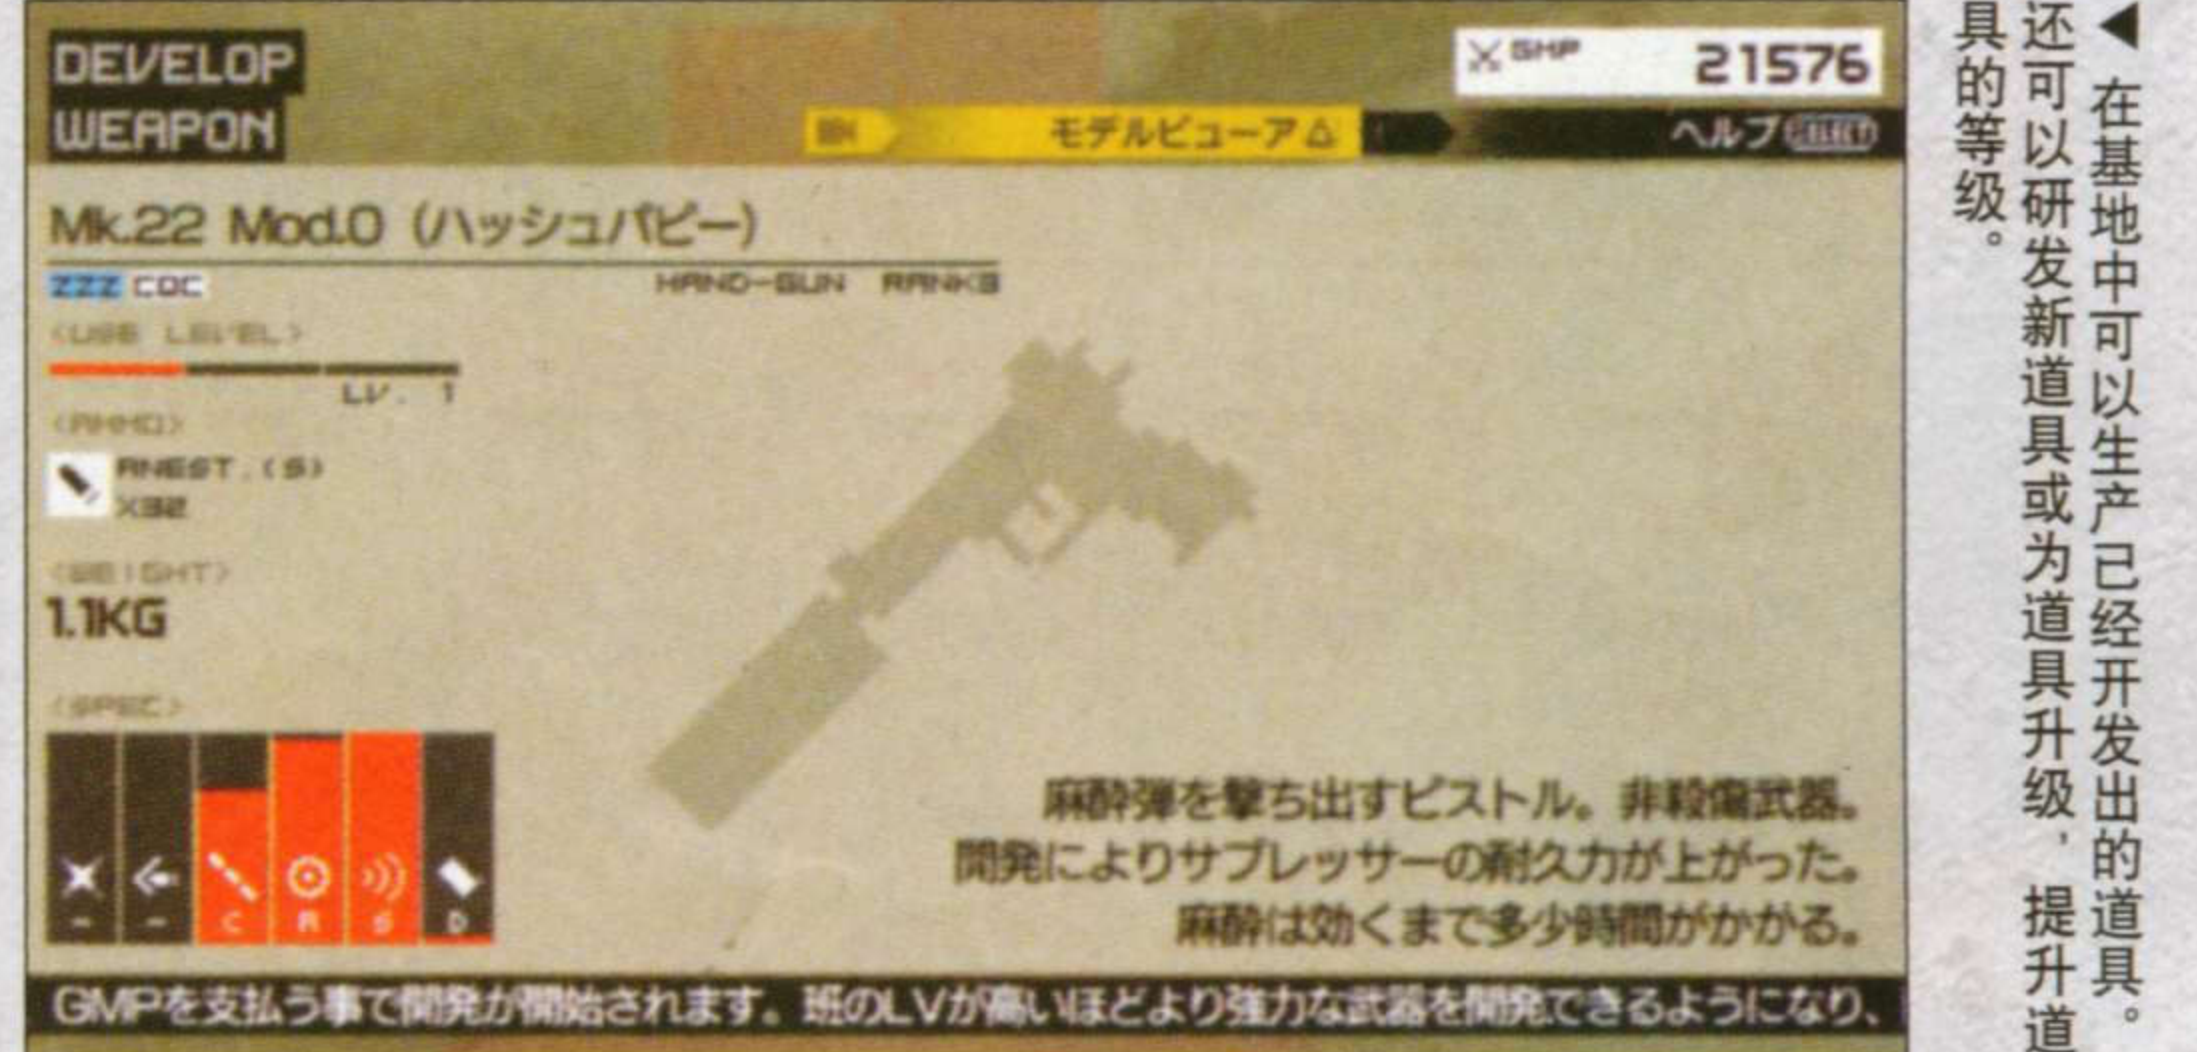 DEVELOP
WEAPON
GMP 21576
モデルビューア△
ヘルプ SELECT
Mk.22 Mod.0 (ハッシュパピー)
ZZZ CQC
HAND-GUN RANK3
<USE LEVEL>
LV. 1
<AMMO>
ANEST.(S)
X32
<WEIGHT>
1.1KG
<SPEC>
- - C A S D
麻酔弾を撃ち出すピストル。非殺傷武器。
開発によりサプレッサーの耐久力が上がった。
麻酔は効くまで多少時間がかかる。
GMPを支払う事で開発が開始されます。班のLVが高いほどより強力な武器を開発できるようになり、
◀ 在基地中可以生产已经开发出的道具。
还可以研发新道具或为道具升级，提升道
具的等级。